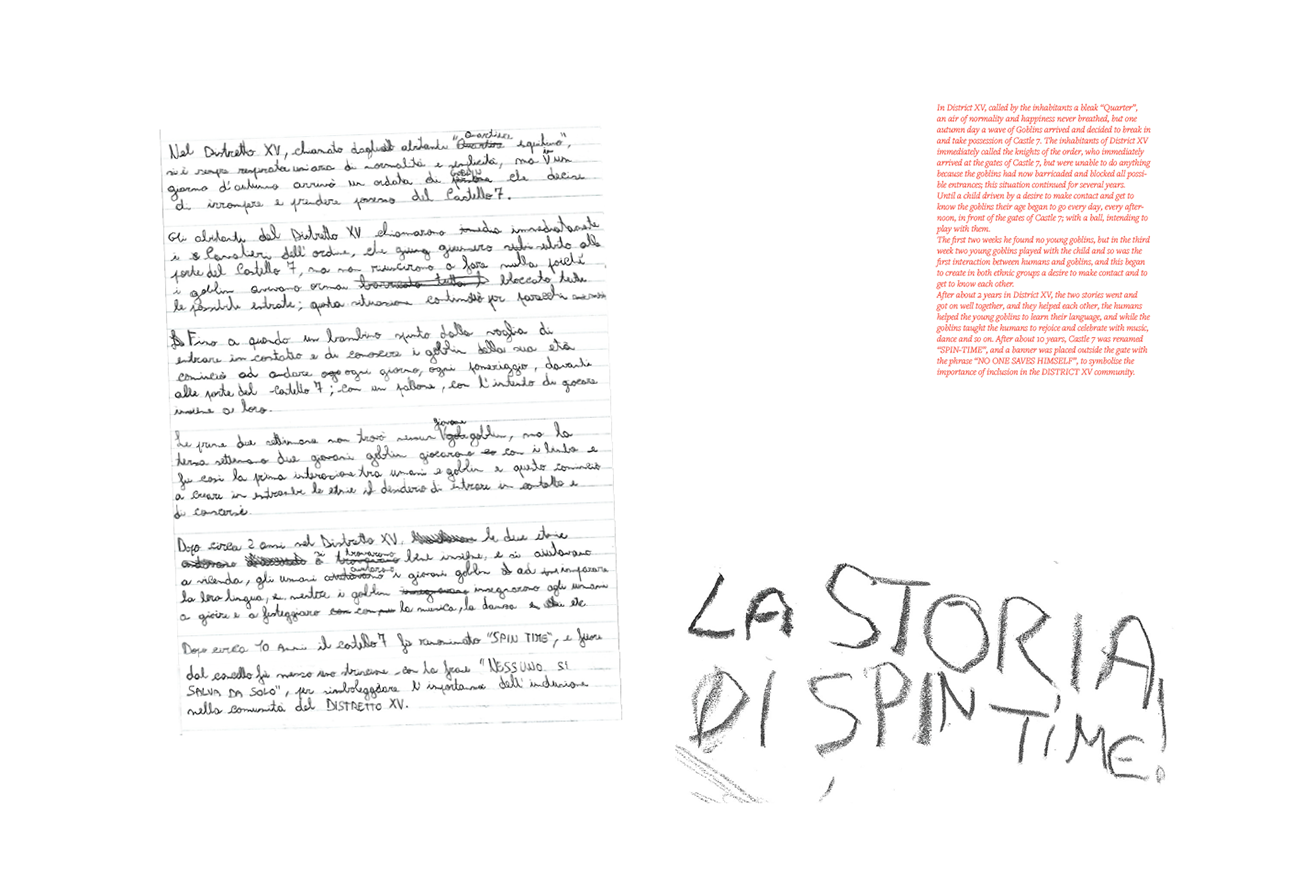 Nel Distretto XV, chiamato dagli abitanti "Quartiere equilino",
si è sempre respirata un'aria di normalità e felicità, ma in un
giorno d'autunno arrivò un ordata di GOBLIN che decise
di irrompere e prendere possesso del Castello 7.
Gli abitanti del Distretto XV chiamarono immediatamente
i Cavalieri dell'ordine, che giunsero subito alle
porte del Castello 7, ma non riuscirono a fare nulla poiché
i goblin avevano ormai bloccato tutte
le possibili entrate; questa situazione continuò per parecchi
Fino a quando un bambino spinto dalla voglia di
entrare in contatto e di conoscere i goblin della sua età
cominciò ad andare ogni giorno, ogni pomeriggio, davanti
alle porte del castello 7; con un pallone, con l'intento di giocare
insieme a loro.
Le prime due settimane non trovò nessun giovane goblin, ma la
terza settimana due giovani goblin giocarono con il bimbo e
fu così la prima interazione tra umani e goblin e questo cominciò
a creare in entrambe le etnie il desiderio di entrare in contatto e
di conoscersi.
Dopo circa 2 anni nel Distretto XV, le due etnie
si trovarono bene insieme, e si aiutavano
a vicenda, gli umani aiutarono i giovani goblin ad imparare
la loro lingua, e mentre i goblin insegnarono agli umani
a gioire e a festeggiare la musica, la danza etc
Dopo circa 10 anni il castello 7 fu rinominato "SPIN TIME", e fuori
dal cancello fu messo uno striscione con la frase "NESSUNO SI
SALVA DA SOLO", per simboleggiare l'importanza dell'inclusione
nella comunità del DISTRETTO XV.
In District XV, called by the inhabitants a bleak "Quarter",
an air of normality and happiness never breathed, but one
autumn day a wave of Goblins arrived and decided to break in
and take possession of Castle 7. The inhabitants of District XV
immediately called the knights of the order, who immediately
arrived at the gates of Castle 7, but were unable to do anything
because the goblins had now barricaded and blocked all possi-
ble entrances; this situation continued for several years.
Until a child driven by a desire to make contact and get to
know the goblins their age began to go every day, every after-
noon, in front of the gates of Castle 7; with a ball, intending to
play with them.
The first two weeks he found no young goblins, but in the third
week two young goblins played with the child and so was the
first interaction between humans and goblins, and this began
to create in both ethnic groups a desire to make contact and to
get to know each other.
After about 2 years in District XV, the two stories went and
got on well together, and they helped each other, the humans
helped the young goblins to learn their language, and while the
goblins taught the humans to rejoice and celebrate with music,
dance and so on. After about 10 years, Castle 7 was renamed
"SPIN-TIME", and a banner was placed outside the gate with
the phrase "NO ONE SAVES HIMSELF", to symbolise the
importance of inclusion in the DISTRICT XV community.
LA STORIA
DI SPIN TIME!